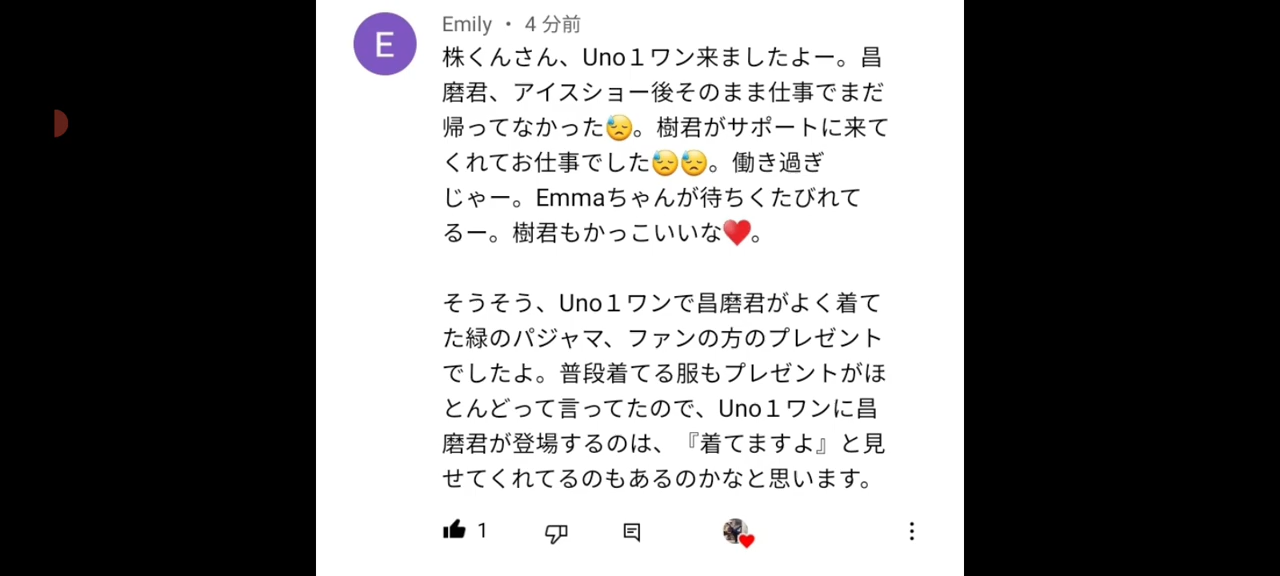 Emily ・ 4 分前
株くんさん、Uno１ワン来ましたよー。昌
磨君、アイスショー後そのまま仕事でまだ
帰ってなかった😓。樹君がサポートに来て
くれてお仕事でした😓😓。働き過ぎ
じゃー。Emmaちゃんが待ちくたびれて
るー。樹君もかっこいいな❤️。
そうそう、Uno１ワンで昌磨君がよく着て
た緑のパジャマ、ファンの方のプレゼント
でしたよ。普段着てる服もプレゼントがほ
とんどって言ってたので、Uno１ワンに昌
磨君が登場するのは、『着てますよ』と見
せてくれてるのもあるのかなと思います。
1